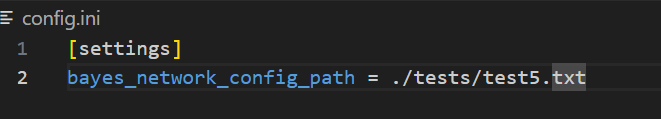 config.ini
1 [settings]
2 bayes_network_config_path = ./tests/test5.txt